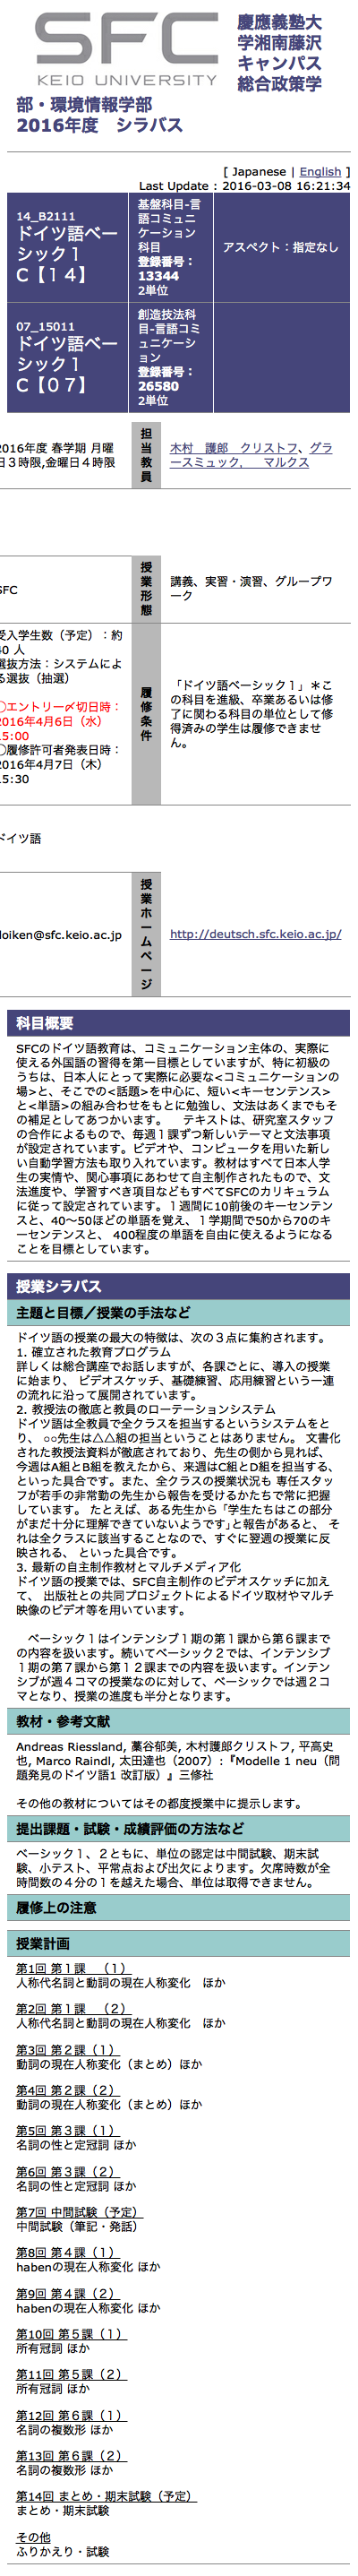 SFC
KEIO UNIVERSITY
慶應義塾大
学湘南藤沢
キャンパス
総合政策学
部・環境情報学部
2016年度　シラバス
[ Japanese | English ]
Last Update : 2016-03-08 16:21:34
14_B2111
ドイツ語ベー
シック１
C【１４】
基盤科目-言
語コミュニ
ケーション
科目
登録番号：
13344
2単位
アスペクト：指定なし
07_15011
ドイツ語ベー
シック１
C【０７】
創造技法科
目-言語コミ
ュニケーシ
ョン
登録番号：
26580
2単位
2016年度 春学期 月曜
日３時限,金曜日４時限
担
当
教
員
木村　護郎　クリストフ、グラ
ースミュック，　マルクス
SFC
授
業
形
態
講義、実習・演習、グループワ
ーク
受入学生数（予定）：約
40 人
選抜方法：システムによ
る選抜（抽選）
◯エントリー〆切日時：
2016年4月6日（水）
15:00
◯履修許可者発表日時：
2016年4月7日（木）
15:30
履
修
条
件
「ドイツ語ベーシック１」＊こ
の科目を進級、卒業あるいは修
了に関わる科目の単位として修
得済みの学生は履修できませ
ん。
ドイツ語
loiken@sfc.keio.ac.jp
授
業
ホ
ー
ム
ペ
ー
ジ
http://deutsch.sfc.keio.ac.jp/
科目概要
SFCのドイツ語教育は、コミュニケーション主体の、実際に
使える外国語の習得を第一目標としていますが、特に初級の
うちは、日本人にとって実際に必要な<コミュニケーションの
場>と、そこでの<話題>を中心に、短い<キーセンテンス>
と<単語>の組み合わせをもとに勉強し、文法はあくまでもそ
の補足としてあつかいます。　テキストは、研究室スタッフ
の合作によるもので、毎週１課ずつ新しいテーマと文法事項
が設定されています。ビデオや、コンピュータを用いた新し
い自動学習方法も取り入れています。教材はすべて日本人学
生の実情や、関心事項にあわせて自主制作されたもので、文
法進度や、学習すべき項目などもすべてSFCのカリキュラム
に従って設定されています。１週間に10前後のキーセンテン
スと、40〜50ほどの単語を覚え、１学期間で50から70のキ
ーセンテンスと、 400程度の単語を自由に使えるようになる
ことを目標としています。
授業シラバス
主題と目標／授業の手法など
ドイツ語の授業の最大の特徴は、次の３点に集約されます。
1. 確立された教育プログラム
詳しくは総合講座でお話しますが、各課ごとに、導入の授業
に始まり、 ビデオスケッチ、基礎練習、応用練習という一連
の流れに沿って展開されています。
2. 教授法の徹底と教員のローテーションシステム
ドイツ語は全教員で全クラスを担当するというシステムをと
り、 ○○先生は△△組の担当ということはありません。 文書化
された教授法資料が徹底されており、先生の側から見れば、
今週はA組とB組を教えたから、来週はC組とD組を担当する、
といった具合です。また、全クラスの授業状況も 専任スタッ
フが若手の非常勤の先生から報告を受けるかたちで常に把握
しています。 たとえば、ある先生から「学生たちはこの部分
がまだ十分に理解できていないようです」と報告があると、 そ
れは全クラスに該当することなので、すぐに翌週の授業に反
映される、 といった具合です。
3. 最新の自主制作教材とマルチメディア化
ドイツ語の授業では、SFC自主制作のビデオスケッチに加え
て、 出版社との共同プロジェクトによるドイツ取材やマルチ
映像のビデオ等を用いています。
ベーシック１はインテンシブ１期の第１課から第６課まで
の内容を扱います。続いてベーシック２では、インテンシブ
１期の第７課から第１２課までの内容を扱います。インテン
シブが週４コマの授業なのに対して、ベーシックでは週２コ
マとなり、授業の進度も半分となります。
教材・参考文献
Andreas Riessland, 藁谷郁美, 木村護郎クリストフ, 平高史
也, Marco Raindl, 太田達也（2007）:『Modelle 1 neu（問
題発見のドイツ語1 改訂版）』三修社
その他の教材についてはその都度授業中に提示します。
提出課題・試験・成績評価の方法など
ベーシック１、２ともに、単位の認定は中間試験、期末試
験、小テスト、平常点および出欠によります。欠席時数が全
時間数の４分の１を越えた場合、単位は取得できません。
履修上の注意
授業計画
第1回 第１課　（１）
人称代名詞と動詞の現在人称変化　ほか
第2回 第１課　（２）
人称代名詞と動詞の現在人称変化　ほか
第3回 第２課（１）
動詞の現在人称変化（まとめ）ほか
第4回 第２課（２）
動詞の現在人称変化（まとめ）ほか
第5回 第３課（１）
名詞の性と定冠詞 ほか
第6回 第３課（２）
名詞の性と定冠詞 ほか
第7回 中間試験（予定）
中間試験（筆記・発話）
第8回 第４課（１）
habenの現在人称変化 ほか
第9回 第４課（２）
habenの現在人称変化 ほか
第10回 第５課（１）
所有冠詞 ほか
第11回 第５課（２）
所有冠詞 ほか
第12回 第６課（１）
名詞の複数形 ほか
第13回 第６課（２）
名詞の複数形 ほか
第14回 まとめ・期末試験（予定）
まとめ・期末試験
その他
ふりかえり・試験